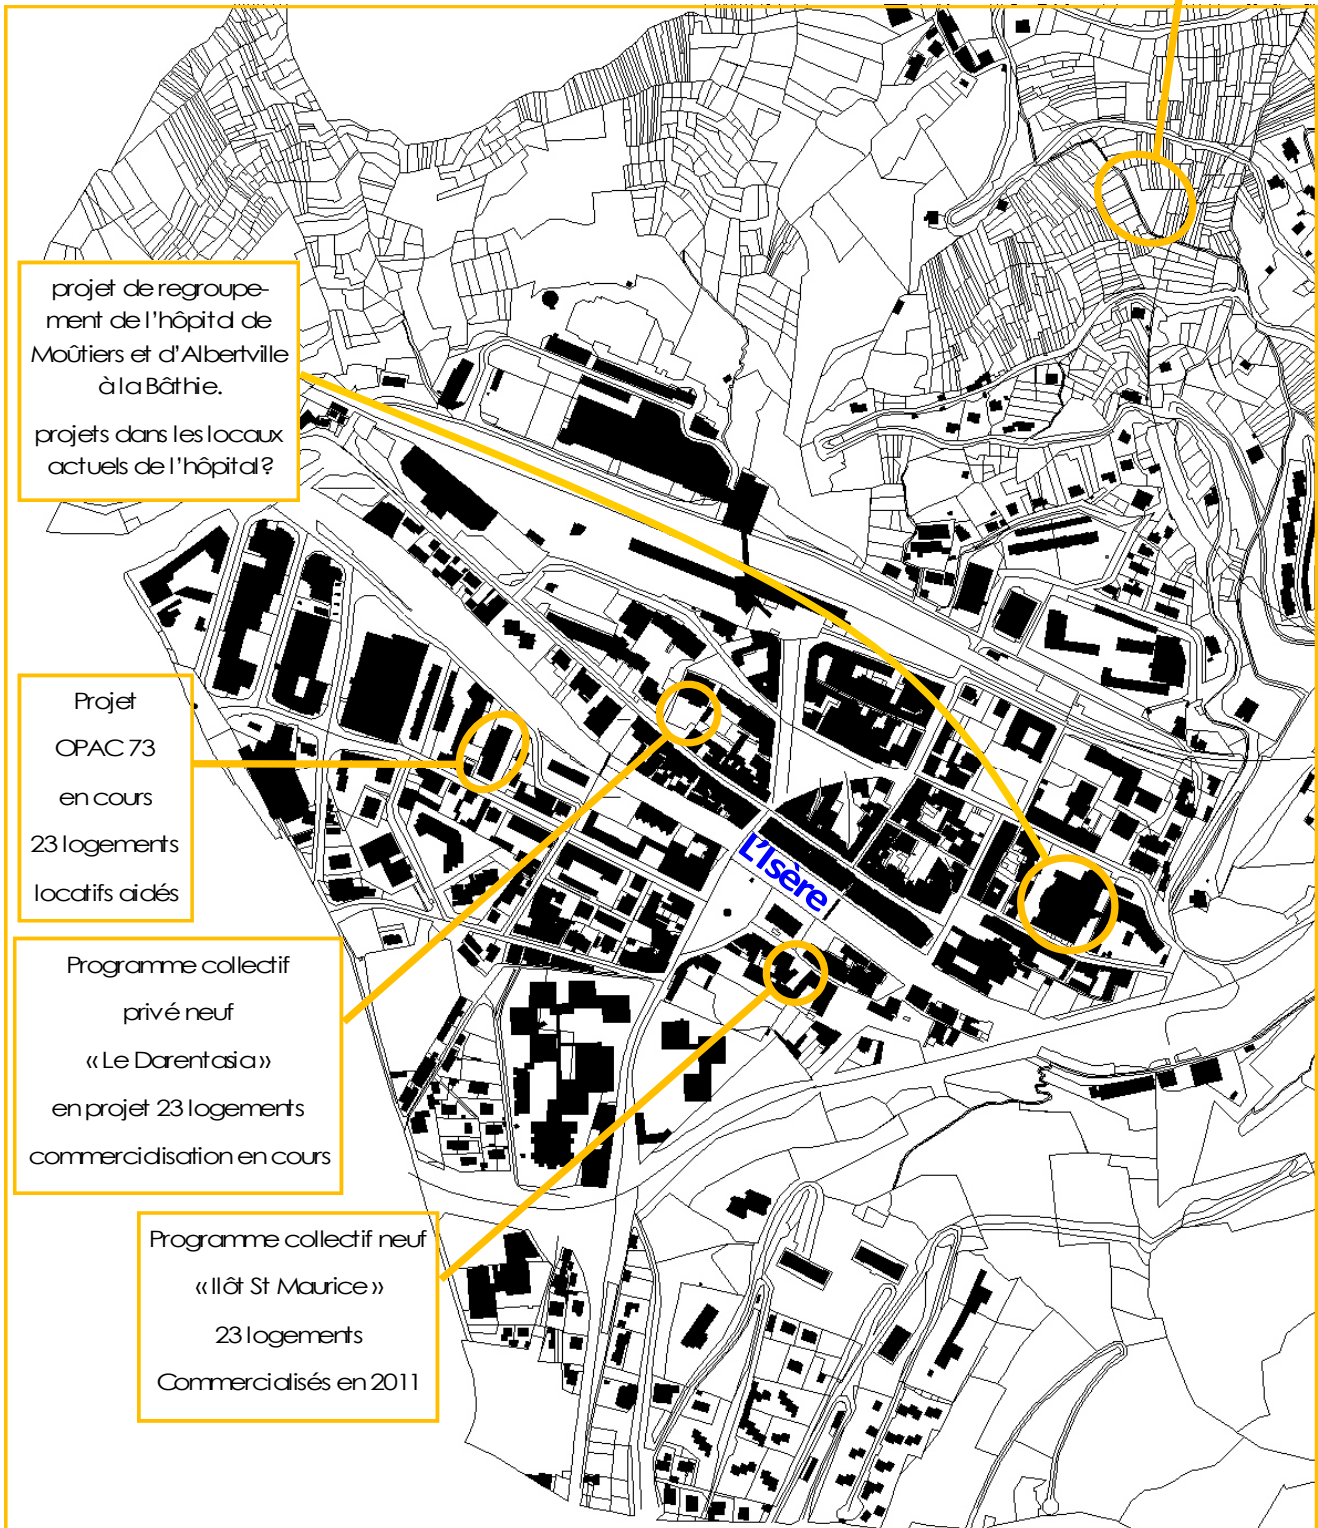 projet de regroupe-
ment de l'hôpital de
Moûtiers et d'Albertville
à la Bâthie.
projets dans les locaux
actuels de l'hôpital?
Projet
OPAC 73
en cours
23 logements
locatifs aidés
Programme collectif
privé neuf
«Le Darentasia»
en projet 23 logements
commercialisation en cours
Programme collectif neuf
«Ilôt St Maurice»
23 logements
Commercialisés en 2011
L'Isère